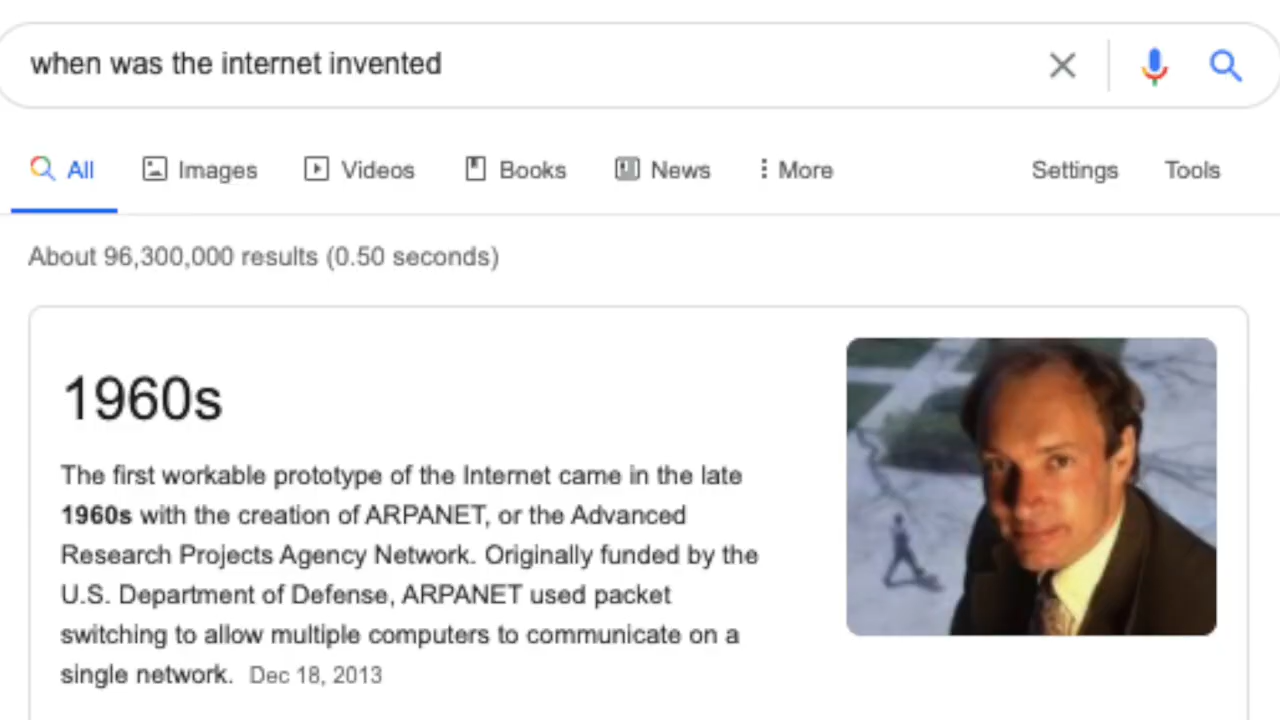 when was the internet invented
All Images Videos Books News More Settings Tools
About 96,300,000 results (0.50 seconds)
1960s
The first workable prototype of the Internet came in the late
1960s with the creation of ARPANET, or the Advanced
Research Projects Agency Network. Originally funded by the
U.S. Department of Defense, ARPANET used packet
switching to allow multiple computers to communicate on a
single network. Dec 18, 2013